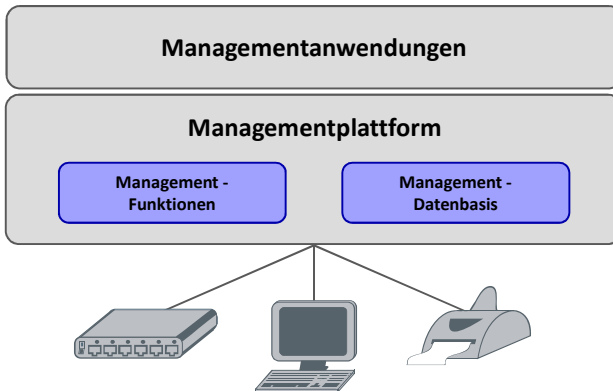 Managementanwendungen
Managementplattform
Management -
Funktionen
Management -
Datenbasis